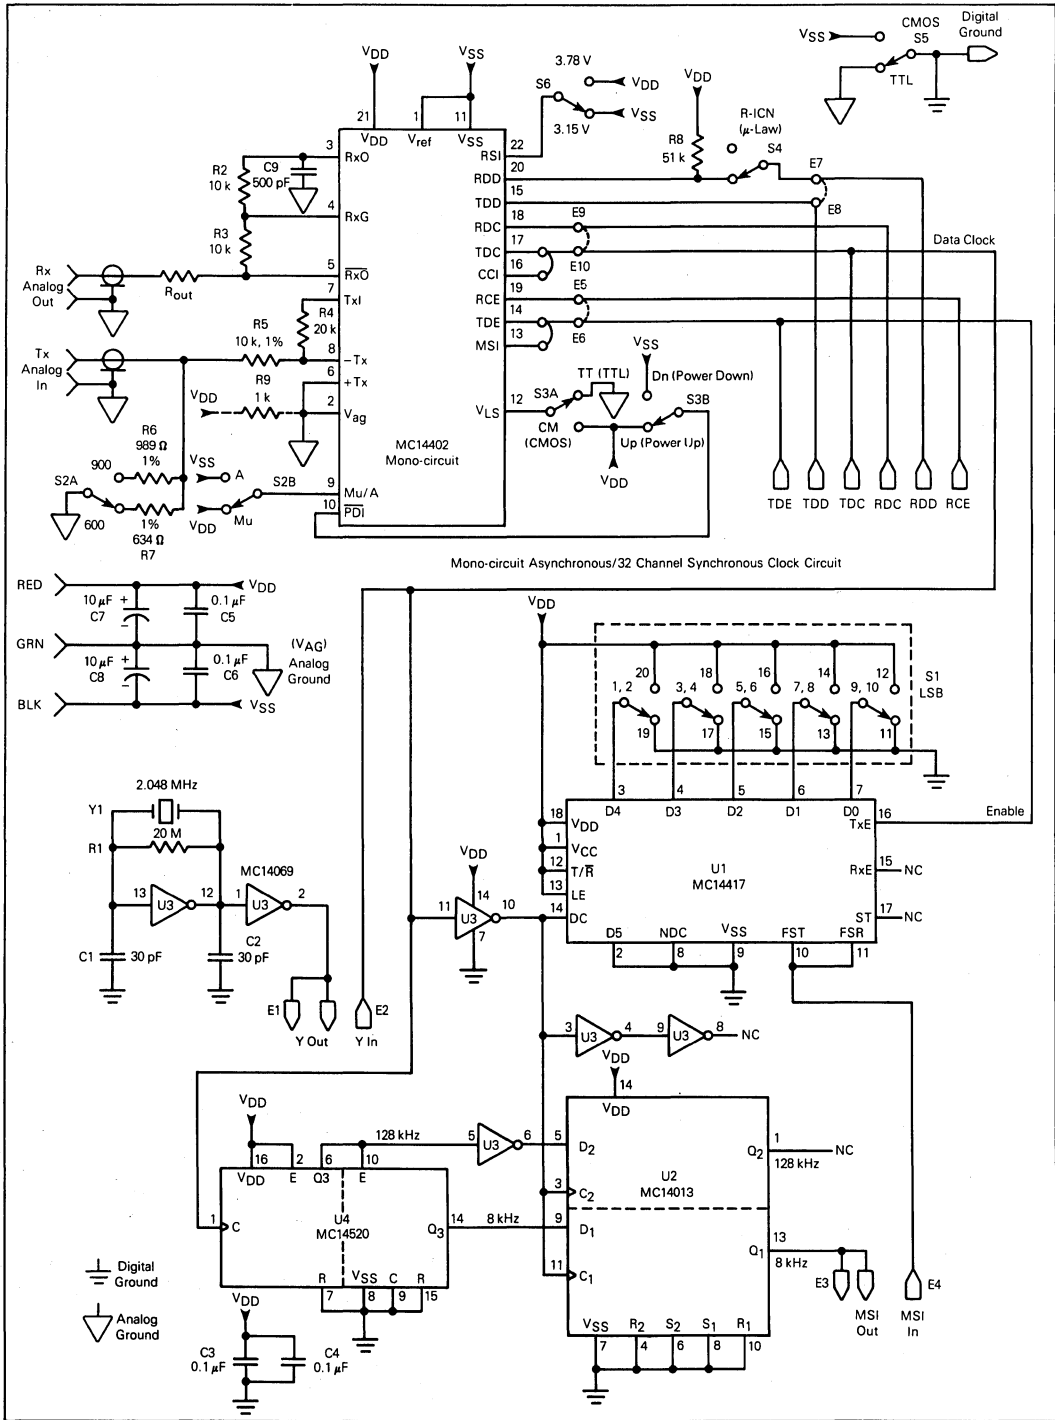 CMOS
Digital
VSS
S5
Ground
TTL
VDD
VSS
3.78 V
VDD
S6
VSS
3.15 V
VDD
R8
51 k
R-ICN
(μ-Law)
S4
E7
E8
21
1
11
VDD
Vref
VSS
3
RxO
22
RSI
C9
500 pF
R2
10 k
20
RDD
15
TDD
4
RxG
18
RDC
E9
R3
10 k
17
TDC
E10
Data Clock
16
CCI
Rx
Analog
Out
Rout
5
RxO
19
RCE
E5
7
TxI
R4
20 k
14
TDE
E6
13
MSI
Tx
Analog
In
R5
10 k, 1%
8
–Tx
6
+Tx
R9
1 k
VDD
2
Vag
VSS
Dn (Power Down)
TT (TTL)
S3A
S3B
12
VLS
CM
(CMOS)
Up (Power Up)
VDD
MC14402
Mono-circuit
R6
989 Ω
1%
900
VSS
A
S2A
S2B
9
Mu/A
10
PDI
600
1%
634 Ω
R7
VDD
Mu
TDE
TDD
TDC
RDC
RDD
RCE
Mono-circuit Asynchronous/32 Channel Synchronous Clock Circuit
RED
VDD
10 μF
+
–
C7
0.1 μF
C5
GRN
(VAG)
Analog
Ground
10 μF
+
–
C8
0.1 μF
C6
BLK
VSS
VDD
S1
LSB
20
18
16
14
12
1, 2
3, 4
5, 6
7, 8
9, 10
19
17
15
13
11
3
4
5
6
7
D4
D3
D2
D1
D0
TxE
16
Enable
18
VDD
1
VCC
12
T/R
13
LE
14
DC
U1
MC14417
RxE
15
NC
ST
17
NC
D5
NDC
VSS
FST
FSR
2
8
9
10
11
2.048 MHz
Y1
20 M
R1
MC14069
13
U3
12
1
U3
2
C1
30 pF
C2
30 pF
E1
Y Out
E2
Y In
VDD
11
U3
14
10
7
3
U3
4
9
U3
8
NC
VDD
14
VDD
VDD
16
2
6
10
VDD
E
Q3
E
128 kHz
5
U3
6
5
D2
Q2
1
128 kHz
NC
U2
MC14013
3
C2
1
C
U4
MC14520
Q3
14
8 kHz
9
D1
11
C1
Q1
13
8 kHz
E3
MSI
Out
E4
MSI
In
R
VSS
C
R
7
8
9
15
VSS
R2
S2
S1
R1
7
4
6
8
10
Digital
Ground
Analog
Ground
VDD
C3
0.1 μF
C4
0.1 μF